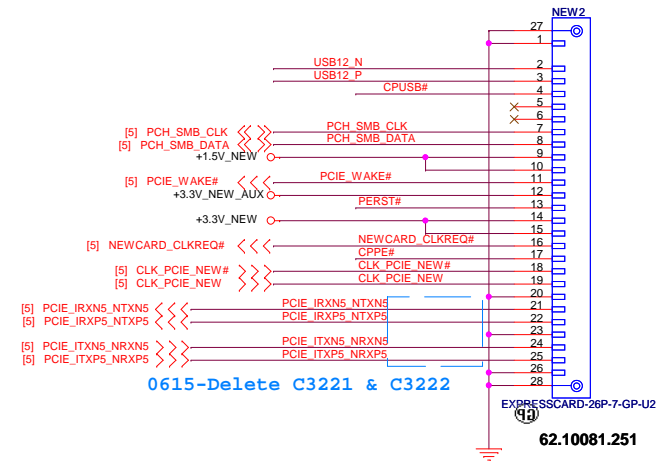 NEW2
27
1
USB12_N 2
USB12_P 3
CPUSB# 4
5
6
[5] PCH_SMB_CLK PCH_SMB_CLK 7
[5] PCH_SMB_DATA PCH_SMB_DATA 8
+1.5V_NEW 9
10
[5] PCIE_WAKE# PCIE_WAKE# 11
+3.3V_NEW_AUX 12
PERST# 13
+3.3V_NEW 14
15
[5] NEWCARD_CLKREQ# NEWCARD_CLKREQ# 16
CPPE# 17
[5] CLK_PCIE_NEW# CLK_PCIE_NEW# 18
[5] CLK_PCIE_NEW CLK_PCIE_NEW 19
20
[5] PCIE_IRXN5_NTXN5 PCIE_IRXN5_NTXN5 21
[5] PCIE_IRXP5_NTXP5 PCIE_IRXP5_NTXP5 22
23
[5] PCIE_ITXN5_NRXN5 PCIE_ITXN5_NRXN5 24
[5] PCIE_ITXP5_NRXP5 PCIE_ITXP5_NRXP5 25
26
28
0615-Delete C3221 & C3222
EXPRESSCARD-26P-7-GP-U2
GP
62.10081.251